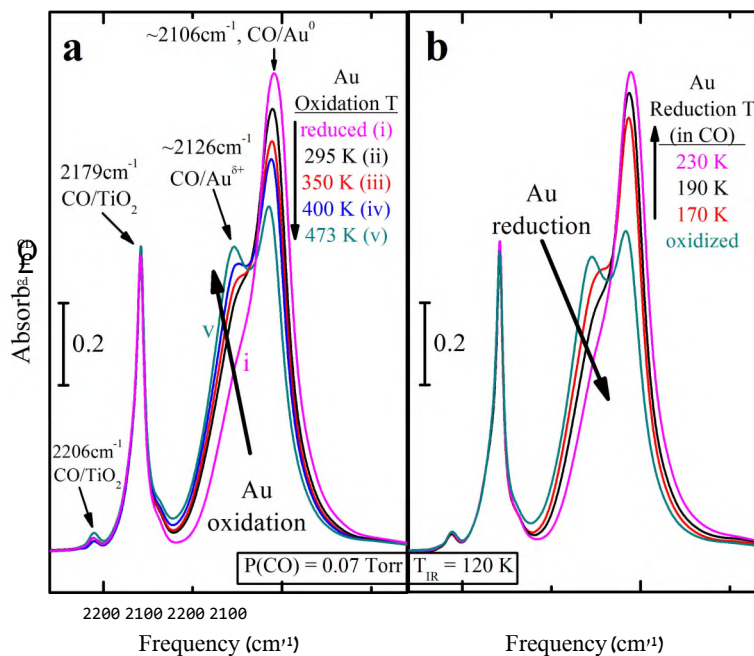 a
~2106cm-1, CO/Au0
Au
Oxidation T
reduced (i)
295 K (ii)
350 K (iii)
400 K (iv)
473 K (v)
~2126cm-1
CO/Auδ+
2179cm-1
CO/TiO2
0.2
v
i
2206cm-1
CO/TiO2
Au
oxidation
P(CO) = 0.07 Torr
2200 2100 2200 2100
Frequency (cm'1)
b
Au
Reduction T
(in CO)
230 K
190 K
170 K
oxidized
Au
reduction
0.2
TIR = 120 K
Frequency (cm'1)